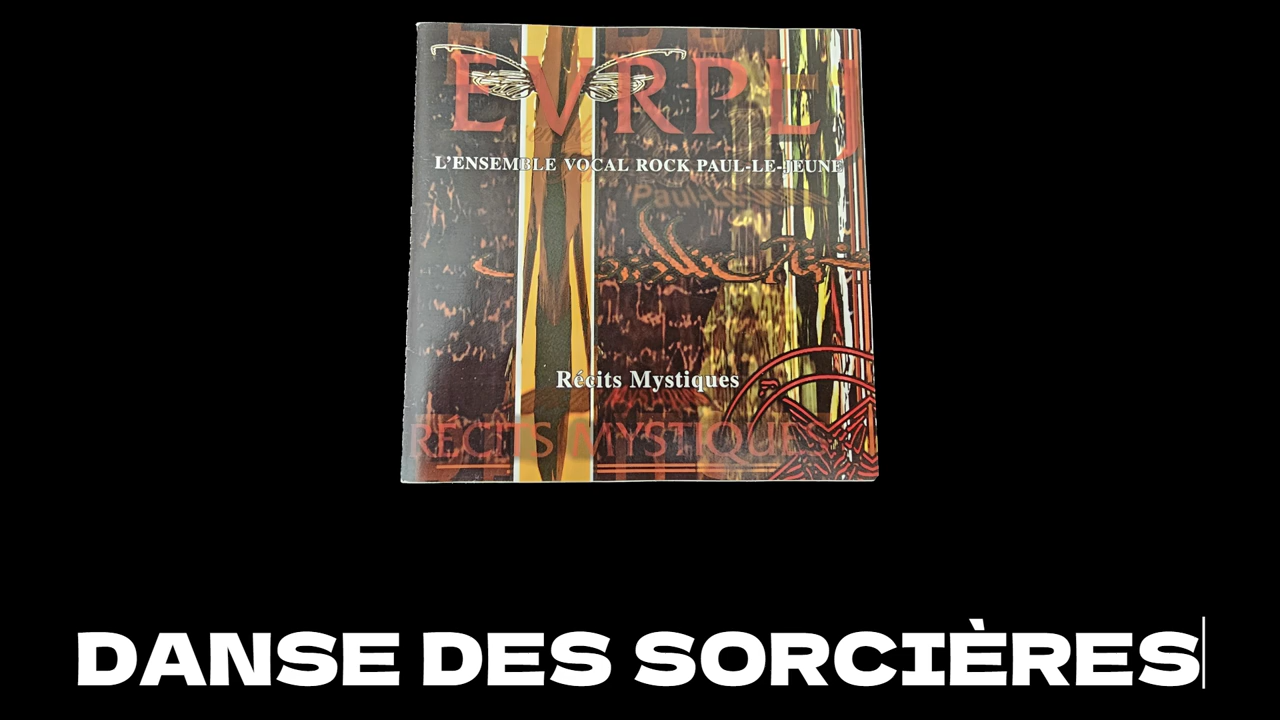 EVRPLJ
L'ENSEMBLE VOCAL ROCK PAUL-LE-JEUNE
Récits Mystiques
RÉCITS MYSTIQUES
DANSE DES SORCIÈRES